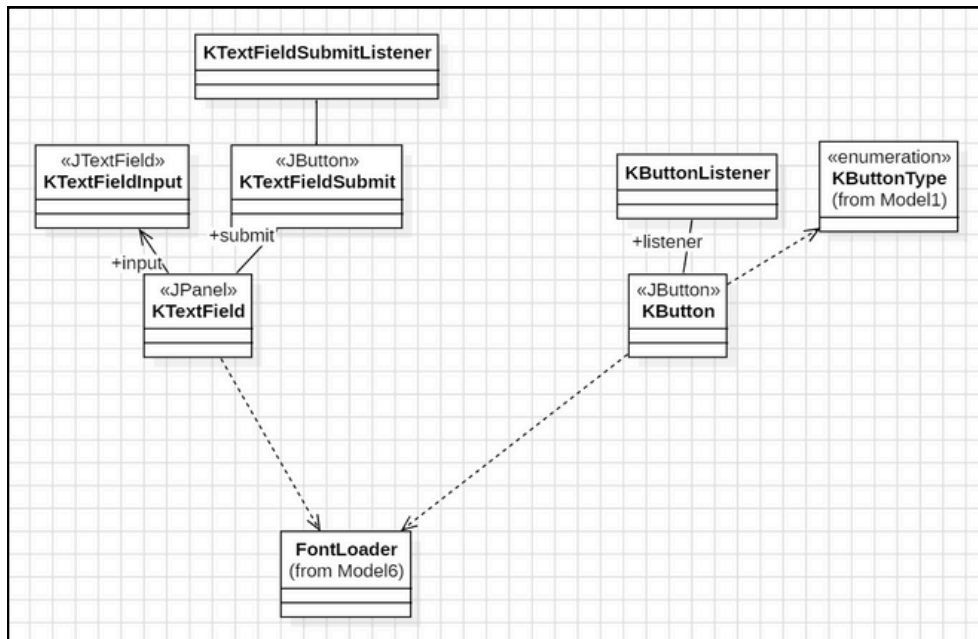 KTextFieldSubmitListener
«JTextField»
KTextFieldInput
«JButton»
KTextFieldSubmit
KButtonListener
«enumeration»
KButtonType
(from Model1)
+submit
+listener
+input
«JPanel»
KTextField
«JButton»
KButton
FontLoader
(from Model6)